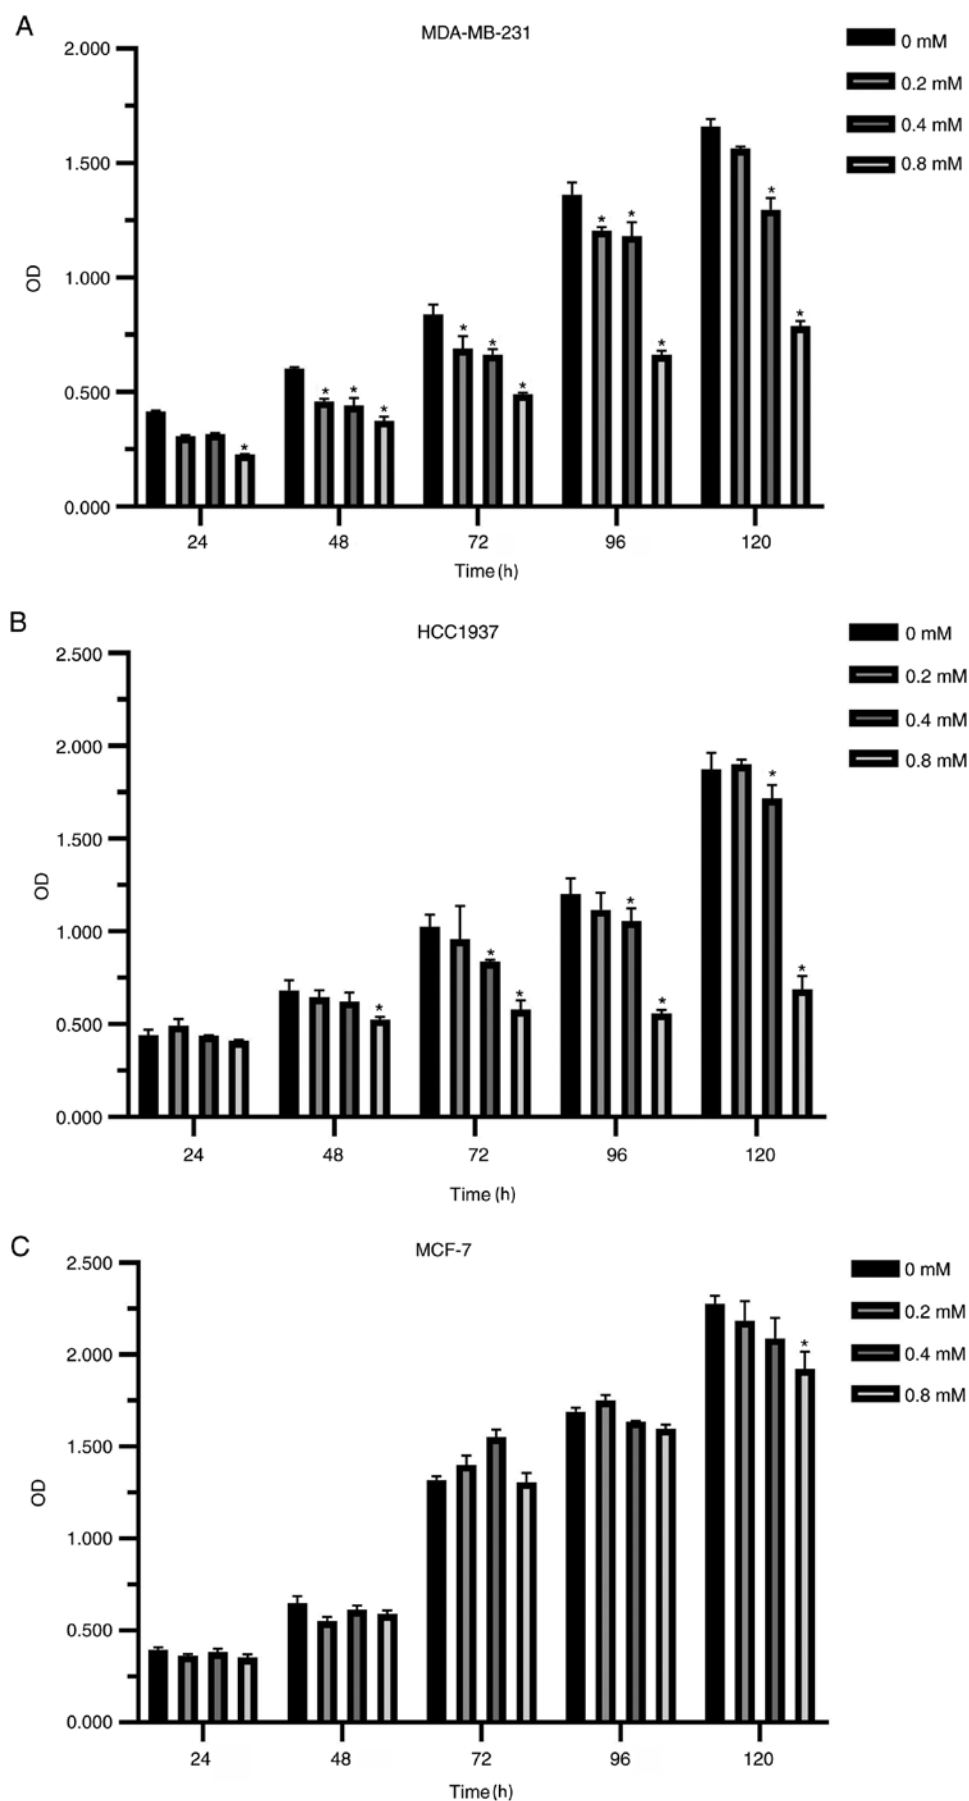 A
MDA-MB-231
2.000
1.500
1.000
0.500
0.000
OD
* * * * * * * * * * * *
24 48 72 96 120
Time (h)
0 mM
0.2 mM
0.4 mM
0.8 mM
B
HCC1937
2.500
2.000
1.500
1.000
0.500
0.000
OD
* * * * * * *
24 48 72 96 120
Time (h)
0 mM
0.2 mM
0.4 mM
0.8 mM
C
MCF-7
2.500
2.000
1.500
1.000
0.500
0.000
OD
*
24 48 72 96 120
Time (h)
0 mM
0.2 mM
0.4 mM
0.8 mM